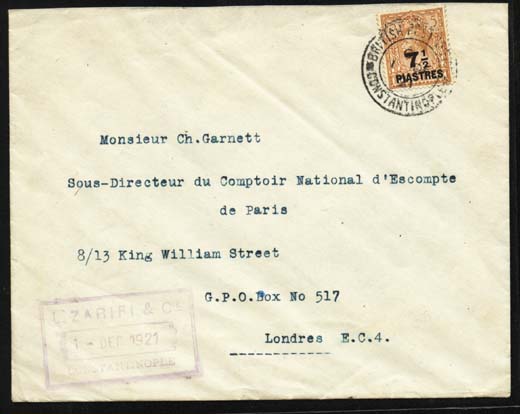 BRITISH
CONSTANTINOPLE
7½
PIASTRES
Monsieur Ch.Garnett
Sous-Directeur du Comptoir National d'Escompte
de Paris
8/13 King William Street
G.P.O.Box No 517
Londres E.C.4.
ZARIFI & C
1 - DEC 1921
CONSTANTINOPLE